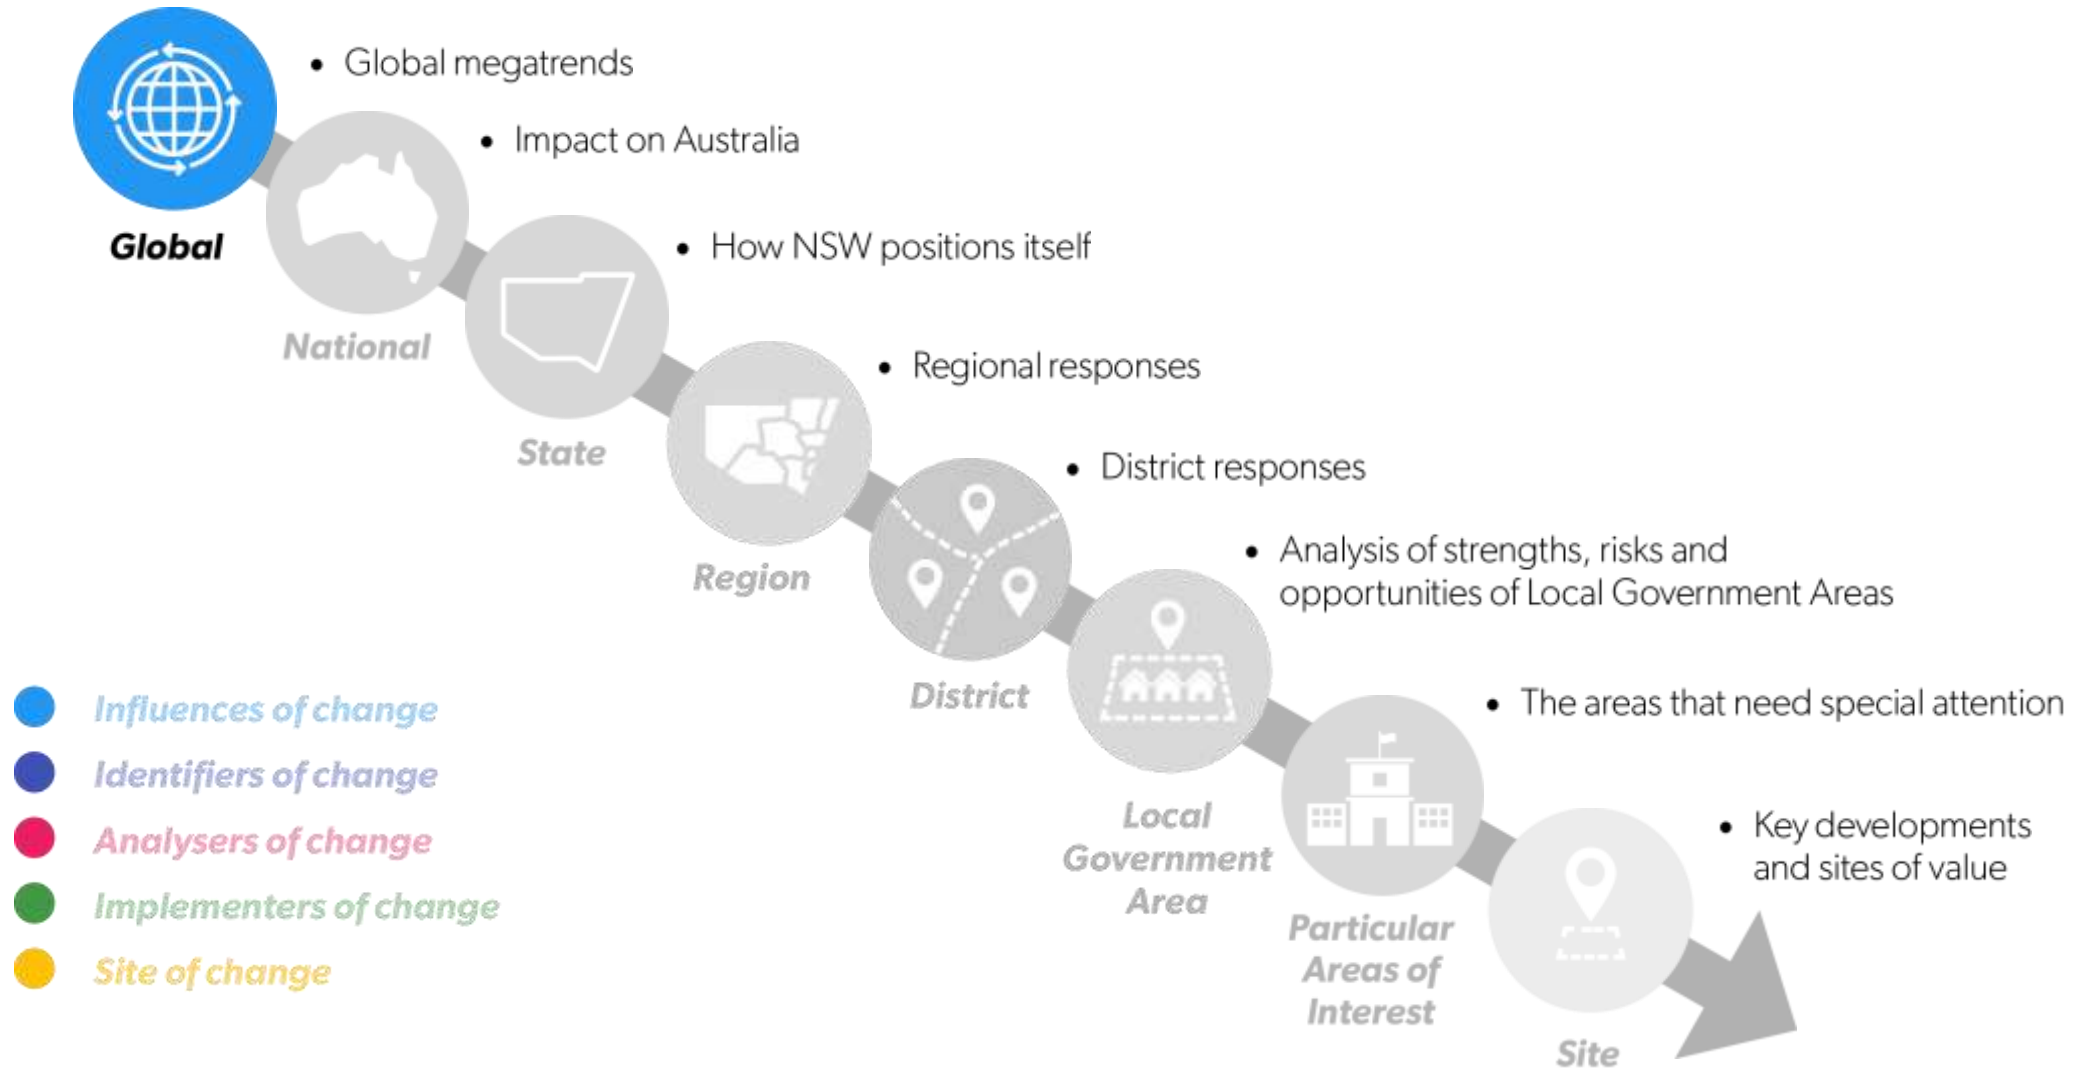 • Global megatrends
Global
• Impact on Australia
National
• How NSW positions itself
State
• Regional responses
Region
• District responses
District
• Analysis of strengths, risks and
opportunities of Local Government Areas
Local
Government
Area
• The areas that need special attention
Particular
Areas of
Interest
• Key developments
and sites of value
Site
Influences of change
Identifiers of change
Analysers of change
Implementers of change
Site of change